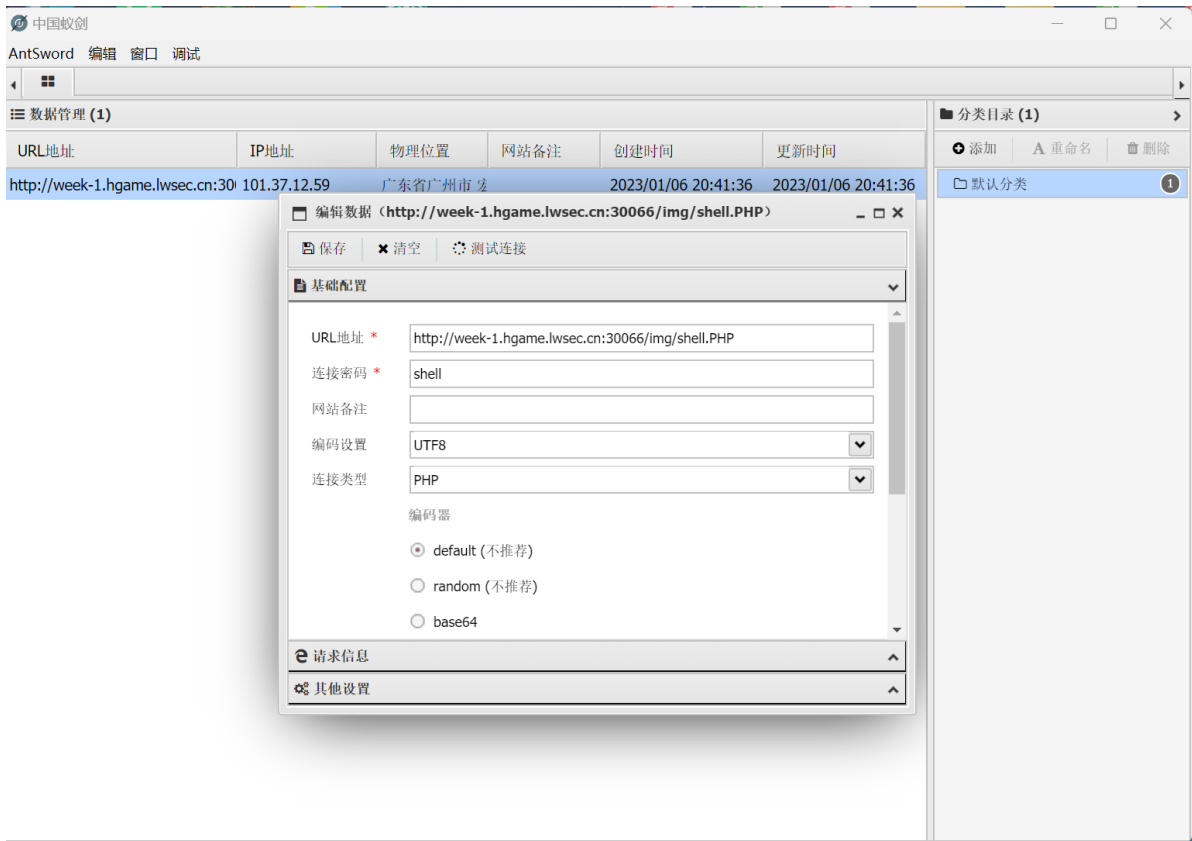 中国蚁剑
AntSword 编辑 窗口 调试
数据管理 (1)
URL地址 IP地址 物理位置 网站备注 创建时间 更新时间
http://week-1.hgame.lwsec.cn:30 101.37.12.59 广东省广州市 2023/01/06 20:41:36 2023/01/06 20:41:36
分类目录 (1)
添加 A 重命名 删除
默认分类 1
编辑数据（http://week-1.hgame.lwsec.cn:30066/img/shell.PHP）
保存 清空 测试连接
基础配置
URL地址 * http://week-1.hgame.lwsec.cn:30066/img/shell.PHP
连接密码 * shell
网站备注
编码设置 UTF8
连接类型 PHP
编码器
default (不推荐)
random (不推荐)
base64
请求信息
其他设置